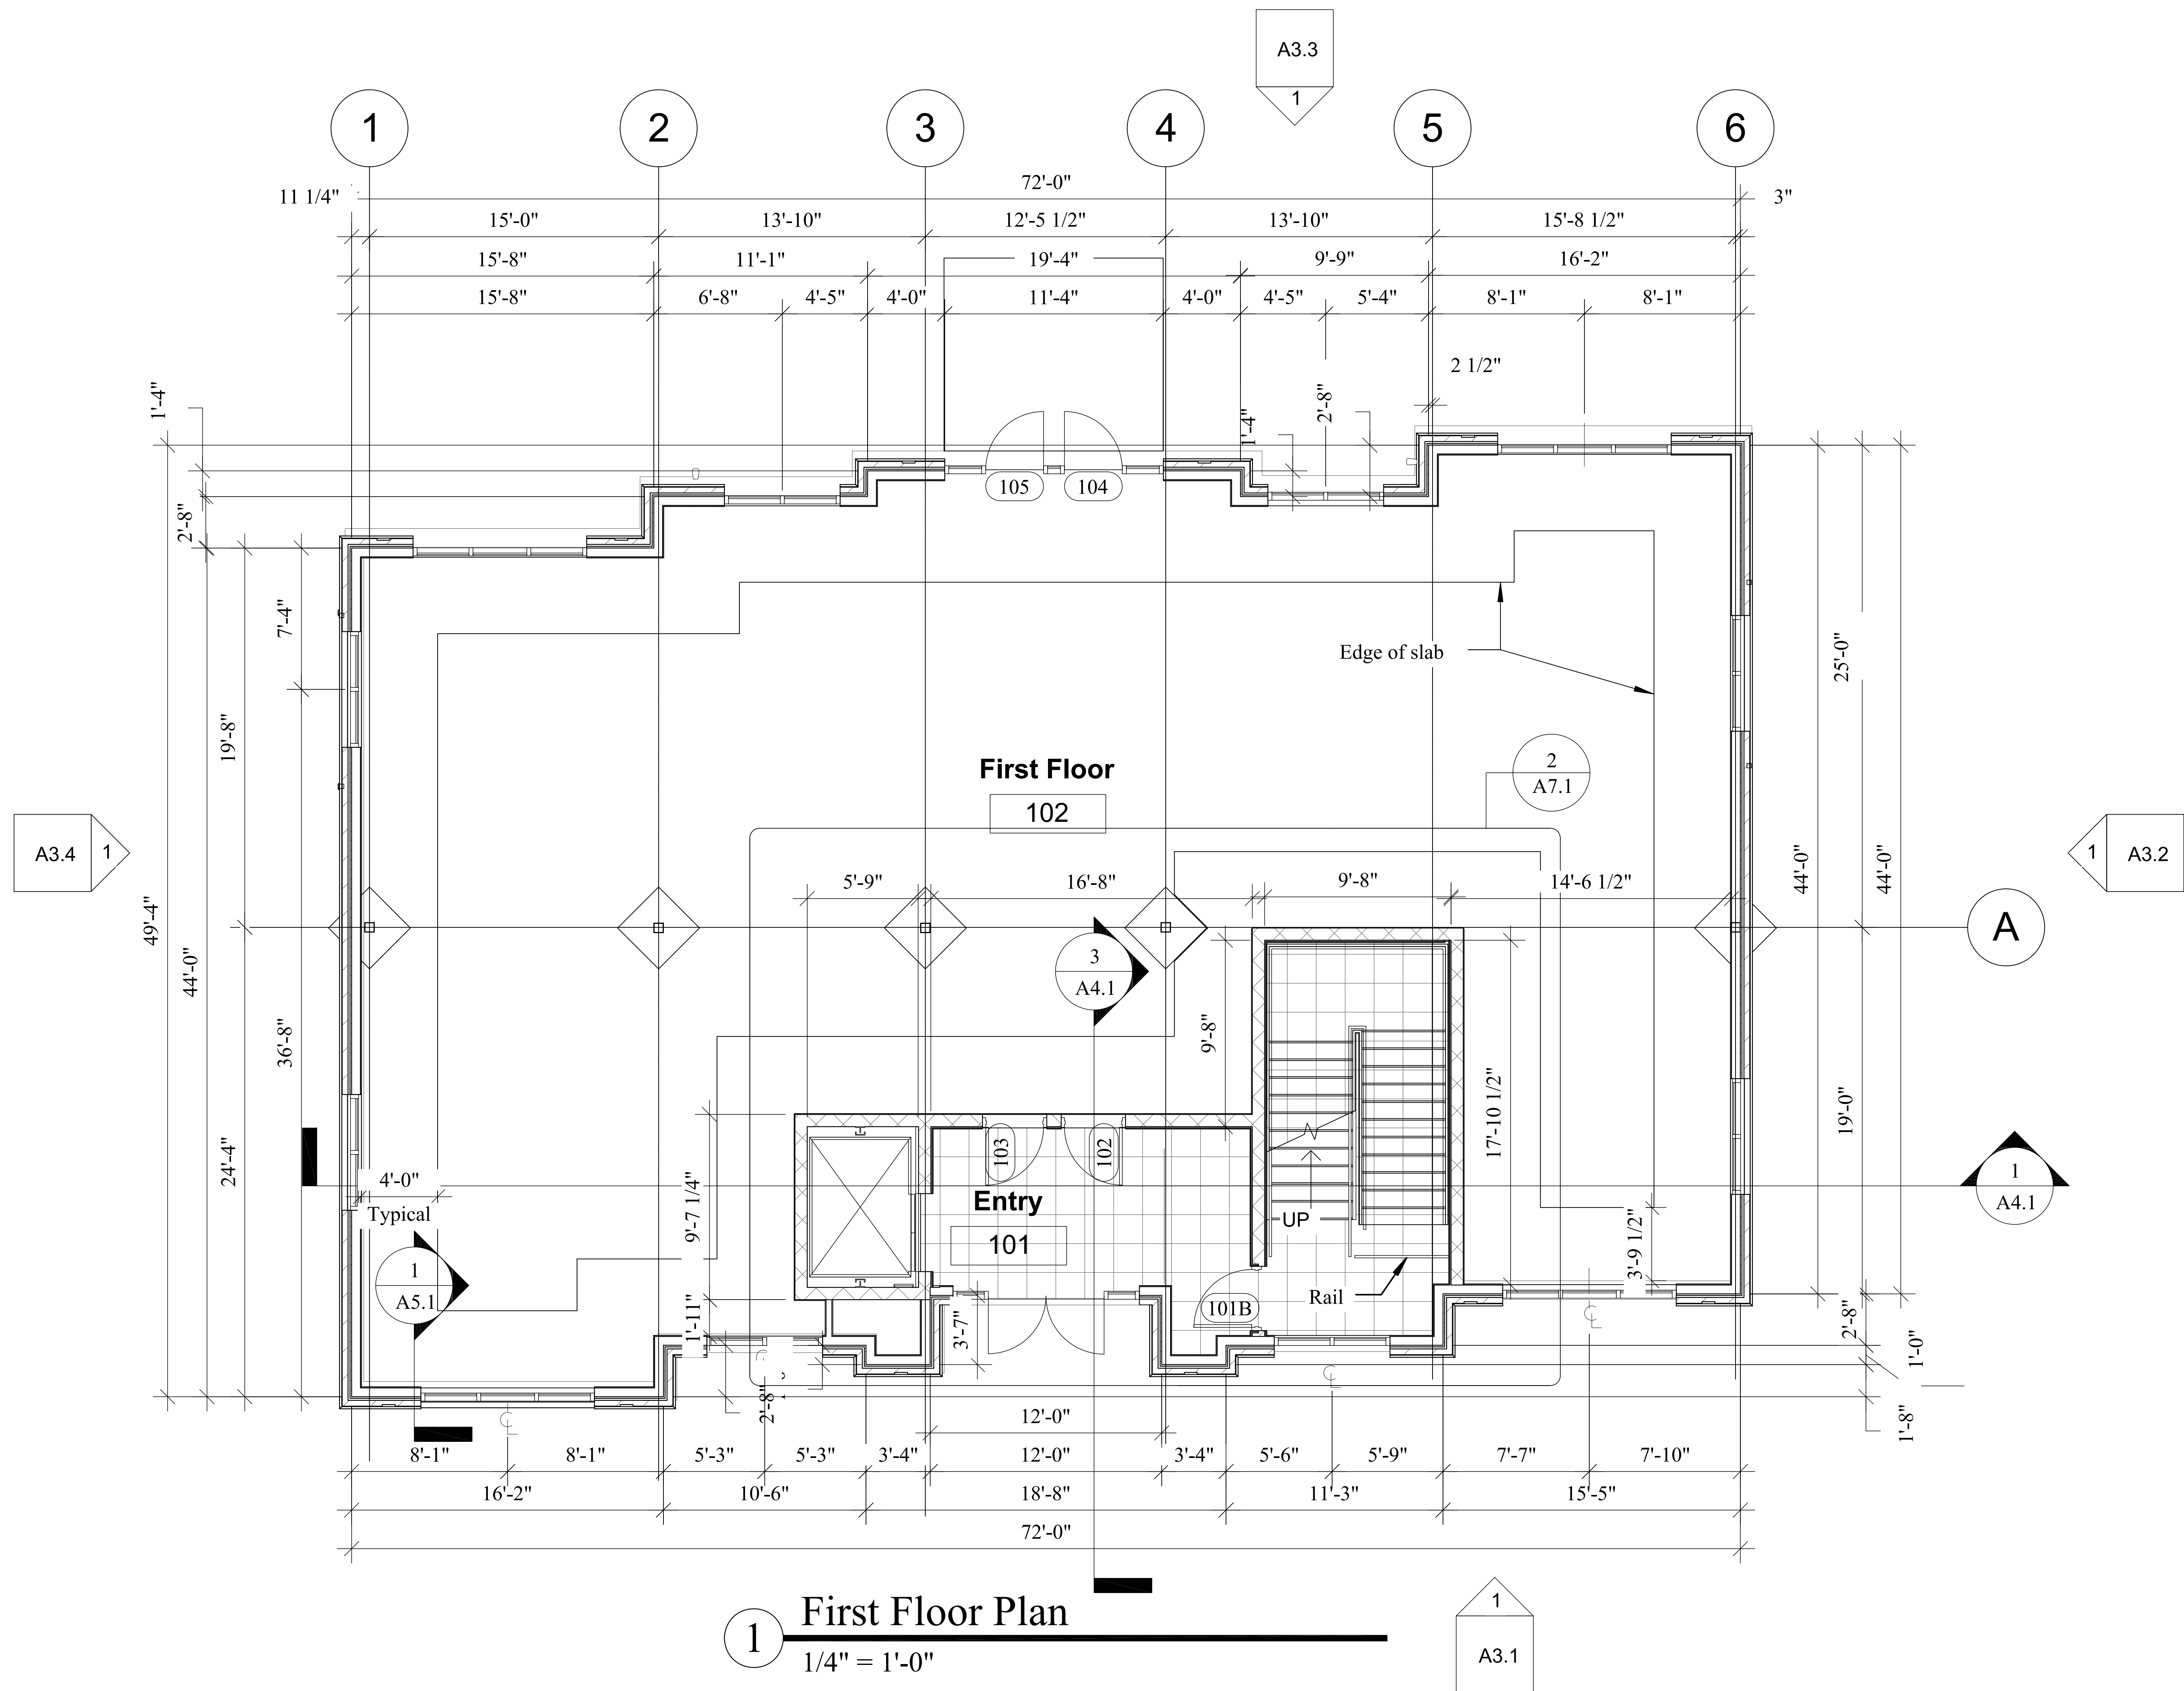 A3.3
1
1 2 3 4 5 6
72'-0"
11 1/4" 3"
15'-0" 13'-10" 12'-5 1/2" 13'-10" 15'-8 1/2"
15'-8" 11'-1" 19'-4" 9'-9" 16'-2"
15'-8" 6'-8" 4'-5" 4'-0" 11'-4" 4'-0" 4'-5" 5'-4" 8'-1" 8'-1"
2 1/2"
1'-4"
2'-8"
1'-4"
2'-8"
105 104
7'-4"
19'-8"
Edge of slab
25'-0"
First Floor
102
2
A7.1
A3.4 1
1 A3.2
5'-9" 16'-8" 9'-8" 14'-6 1/2"
44'-0"
44'-0"
49'-4"
44'-0"
A
3
A4.1
36'-8"
9'-8"
17'-10 1/2"
19'-0"
24'-4"
103
102
4'-0"
Typical
9'-7 1/4"
Entry
101
UP
1
A4.1
3'-9 1/2"
1
A5.1
Rail
101B
1'-11"
3'-7"
2'-8"
1'-0"
2'-8"
1'-8"
12'-0"
8'-1" 8'-1" 5'-3" 5'-3" 3'-4" 12'-0" 3'-4" 5'-6" 5'-9" 7'-7" 7'-10"
16'-2" 10'-6" 18'-8" 11'-3" 15'-5"
72'-0"
1
First Floor Plan
1/4" = 1'-0"
1
A3.1